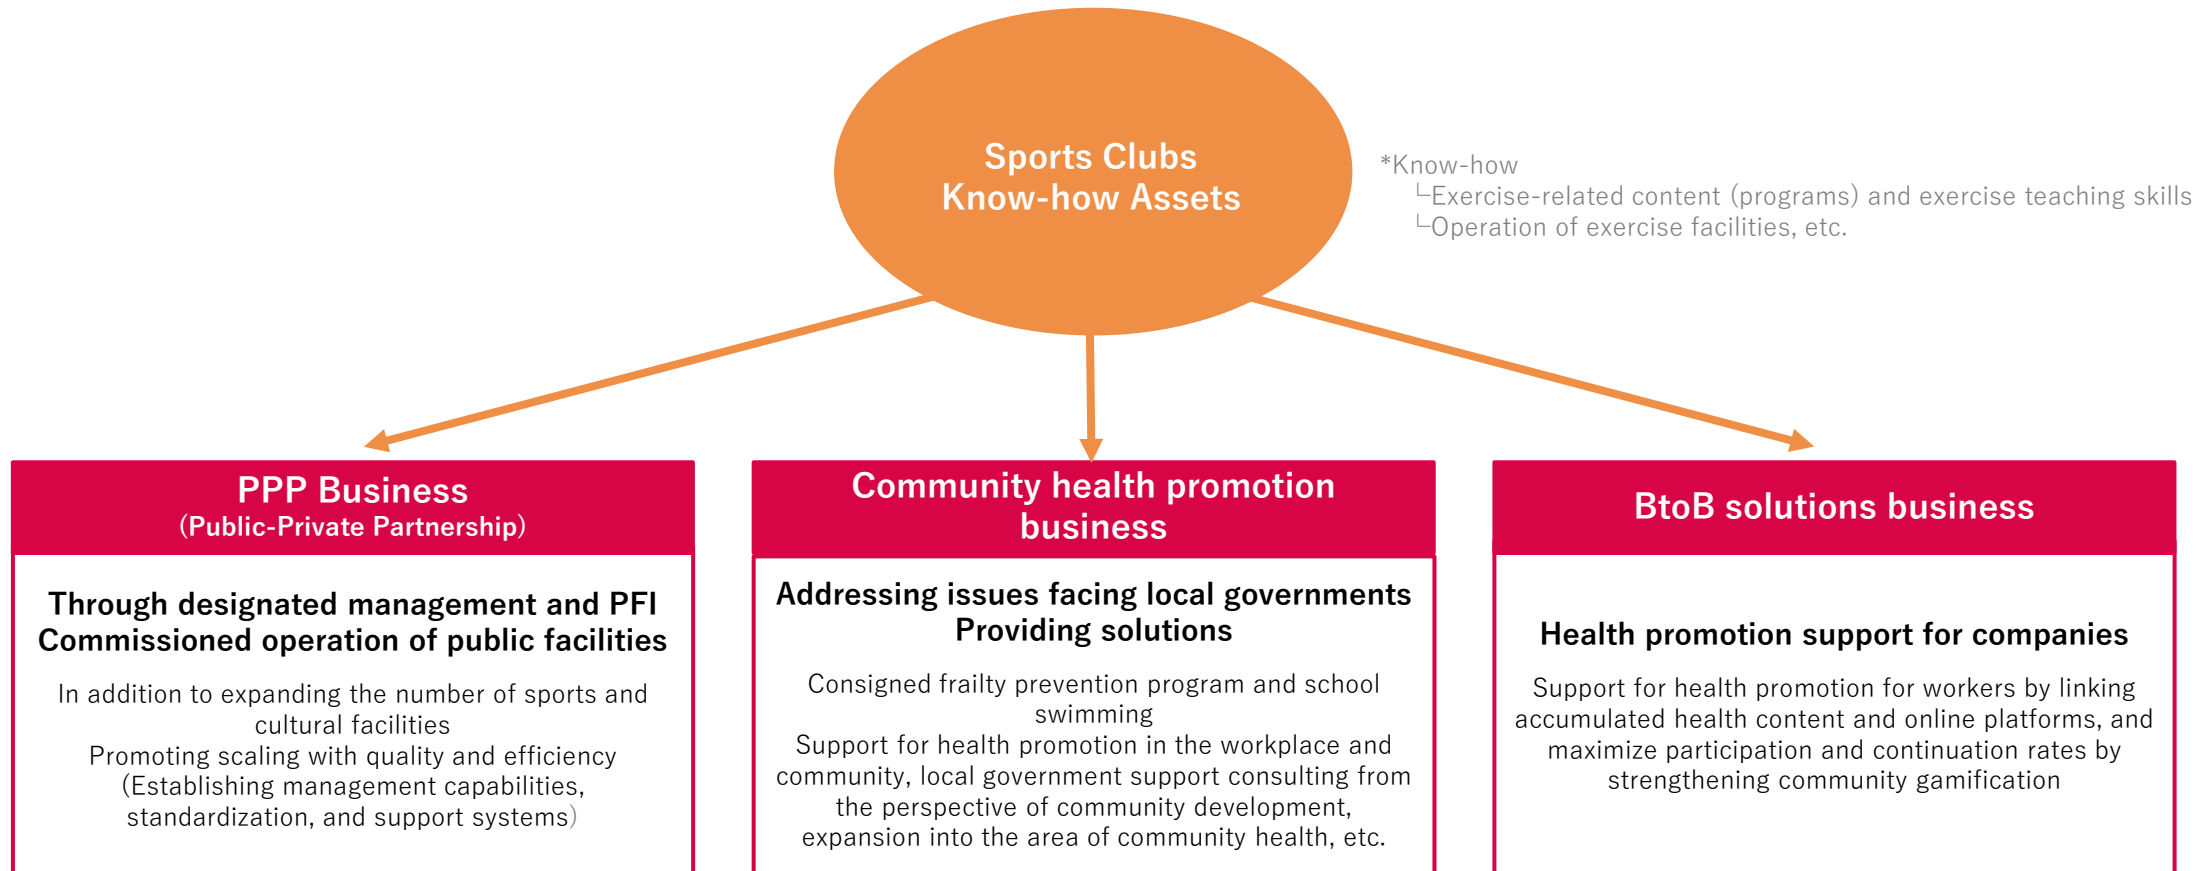 Sports Clubs
Know-how Assets
*Know-how
└Exercise-related content (programs) and exercise teaching skills
└Operation of exercise facilities, etc.
PPP Business
(Public-Private Partnership)
Through designated management and PFI
Commissioned operation of public facilities
In addition to expanding the number of sports and
cultural facilities
Promoting scaling with quality and efficiency
(Establishing management capabilities,
standardization, and support systems)
Community health promotion
business
Addressing issues facing local governments
Providing solutions
Consigned frailty prevention program and school
swimming
Support for health promotion in the workplace and
community, local government support consulting from
the perspective of community development,
expansion into the area of community health, etc.
BtoB solutions business
Health promotion support for companies
Support for health promotion for workers by linking
accumulated health content and online platforms, and
maximize participation and continuation rates by
strengthening community gamification